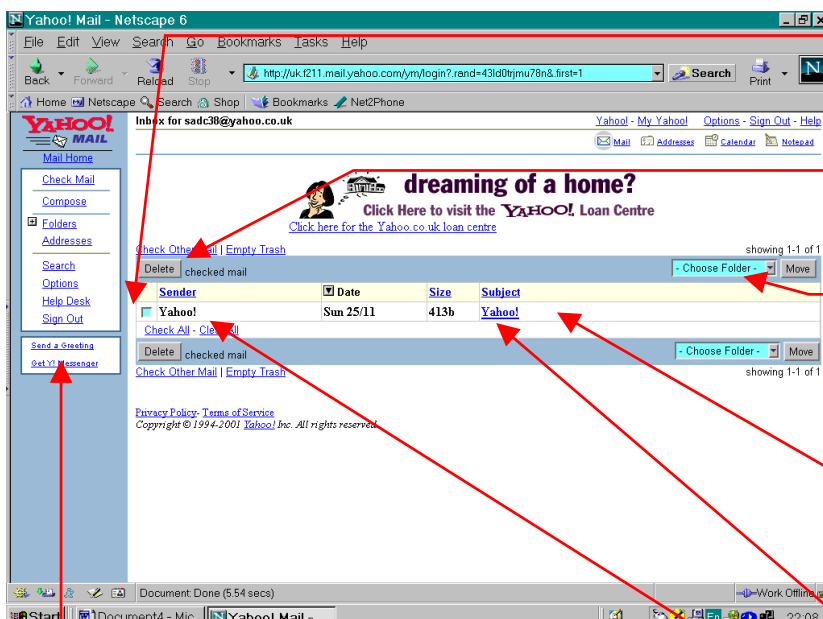 Yahoo! Mail - Netscape 6
File Edit View Search Go Bookmarks Tasks Help
Back Forward Reload Stop http://uk.f211.mail.yahoo.com/ym/login?.rand=43ld0trjmu78n&.first=1 Search Print N
Home Netscape Search Shop Bookmarks Net2Phone
YAHOO! MAIL
Inbox for sadc38@yahoo.co.uk
Yahoo! - My Yahoo! Options - Sign Out - Help
Mail Addresses Calendar Notepad
Mail Home
Check Mail
Compose
Folders
Addresses
Search
Options
Help Desk
Sign Out
Send a Greeting
Get Y! Messenger
dreaming of a home?
Click Here to visit the YAHOO! Loan Centre
Click here for the Yahoo.co.uk loan centre
Check Other Mail | Empty Trash showing 1-1 of 1
Delete checked mail - Choose Folder - Move
Sender Date Size Subject
Yahoo! Sun 25/11 413b Yahoo!
Check All - Clear All
Delete checked mail - Choose Folder - Move
Check Other Mail | Empty Trash showing 1-1 of 1
Privacy Policy- Terms of Service
Copyright © 1994-2001 Yahoo! Inc. All rights reserved.
Document: Done (5.54 secs) Work Offline
Start Document4 - Mic Yahoo! Mail - En 22:08